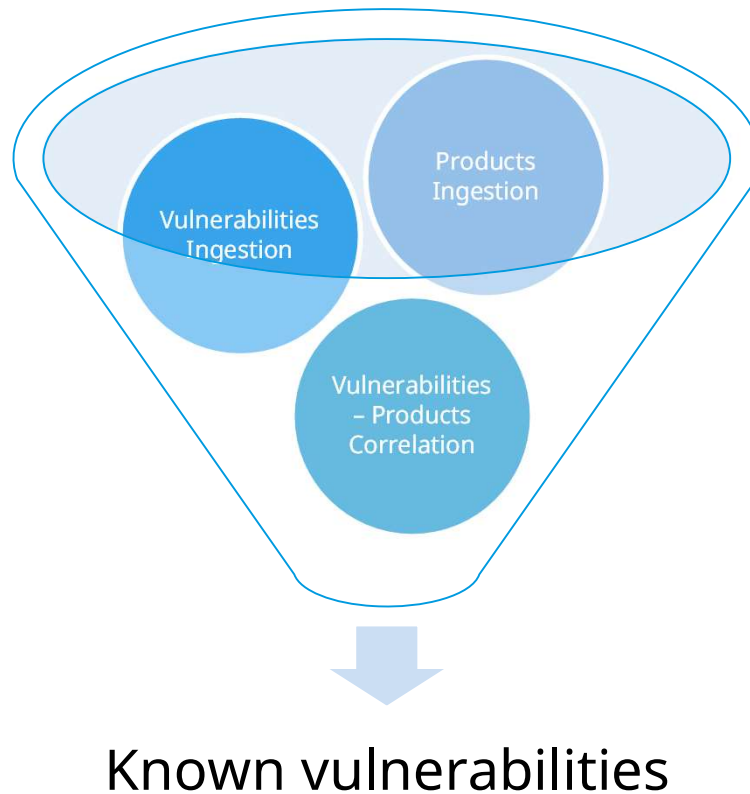 Products
Ingestion
Vulnerabilities
Ingestion
Vulnerabilities
– Products
Correlation
Known vulnerabilities